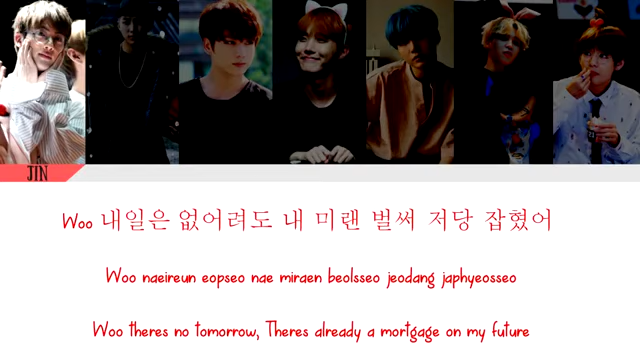 JIN
Woo 내일은 없어려도 내 미랜 벌써 저당 잡혔어
Woo naeireun eopseo nae miraen beolsseo jeodang japhyeosseo
Woo theres no tomorrow, Theres already a mortgage on my future